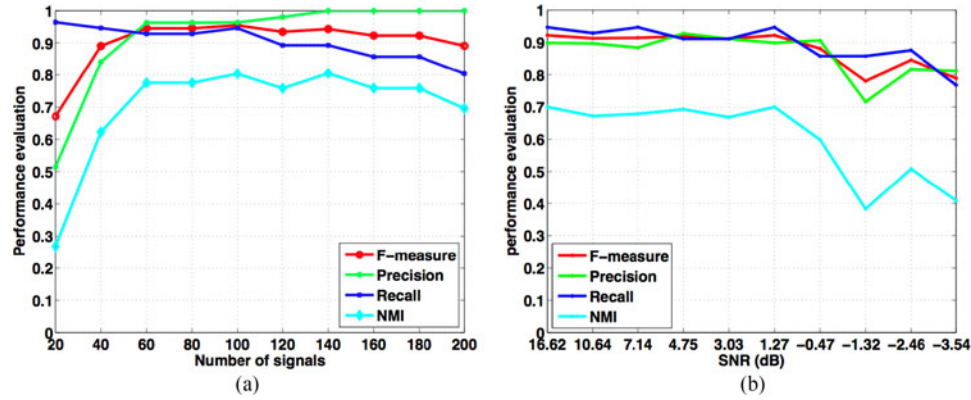 1
0.9
0.8
0.7
0.6
0.5
0.4
0.3
0.2
0.1
0
Performance evaluation
20 40 60 80 100 120 140 160 180 200
Number of signals
F-measure
Precision
Recall
NMI
(a)
1
0.9
0.8
0.7
0.6
0.5
0.4
0.3
0.2
0.1
0
performance evaluation
16.62 10.64 7.14 4.75 3.03 1.27 -0.47 -1.32 -2.46 -3.54
SNR (dB)
F-measure
Precision
Recall
NMI
(b)